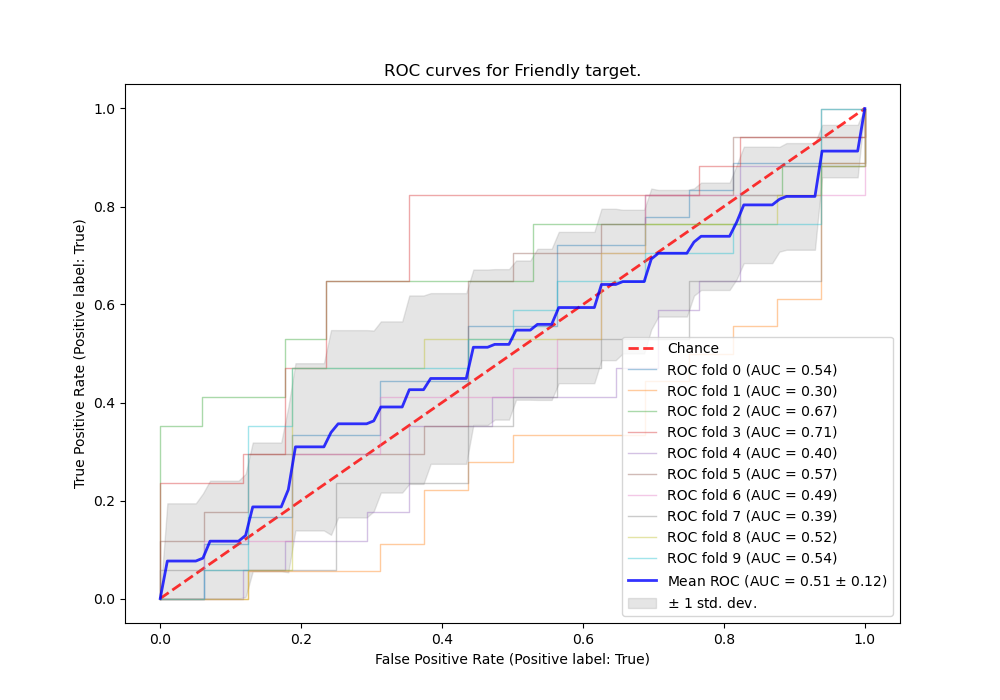 ROC curves for Friendly target.
True Positive Rate (Positive label: True)
1.0
0.8
0.6
0.4
0.2
0.0
Chance
ROC fold 0 (AUC = 0.54)
ROC fold 1 (AUC = 0.30)
ROC fold 2 (AUC = 0.67)
ROC fold 3 (AUC = 0.71)
ROC fold 4 (AUC = 0.40)
ROC fold 5 (AUC = 0.57)
ROC fold 6 (AUC = 0.49)
ROC fold 7 (AUC = 0.39)
ROC fold 8 (AUC = 0.52)
ROC fold 9 (AUC = 0.54)
Mean ROC (AUC = 0.51 ± 0.12)
± 1 std. dev.
0.0 0.2 0.4 0.6 0.8 1.0
False Positive Rate (Positive label: True)